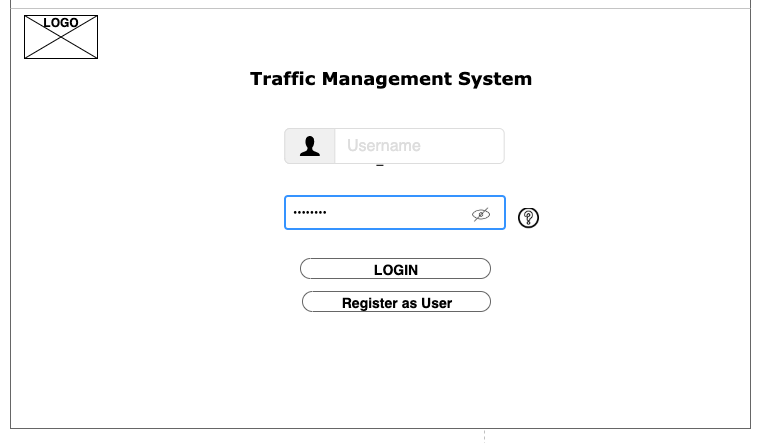 LOGO
Traffic Management System
Username
••••••••
LOGIN
Register as User